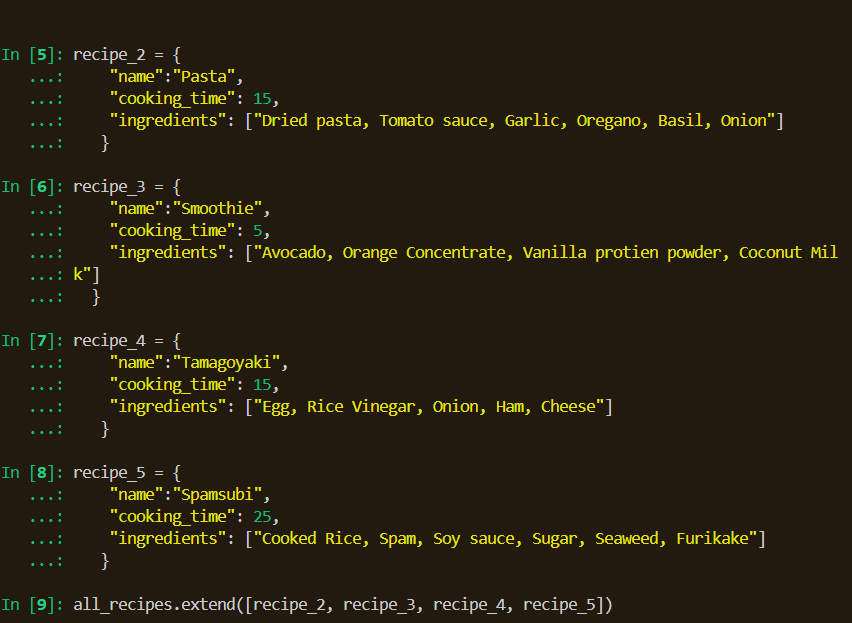 In [5]: recipe_2 = {
   ...:     "name":"Pasta",
   ...:     "cooking_time": 15,
   ...:     "ingredients": ["Dried pasta, Tomato sauce, Garlic, Oregano, Basil, Onion"]
   ...:    }
In [6]: recipe_3 = {
   ...:     "name":"Smoothie",
   ...:     "cooking_time": 5,
   ...:     "ingredients": ["Avocado, Orange Concentrate, Vanilla protien powder, Coconut Mil
   ...: k"]
   ...:   }
In [7]: recipe_4 = {
   ...:     "name":"Tamagoyaki",
   ...:     "cooking_time": 15,
   ...:     "ingredients": ["Egg, Rice Vinegar, Onion, Ham, Cheese"]
   ...:    }
In [8]: recipe_5 = {
   ...:     "name":"Spamsubi",
   ...:     "cooking_time": 25,
   ...:     "ingredients": ["Cooked Rice, Spam, Soy sauce, Sugar, Seaweed, Furikake"]
   ...:    }
In [9]: all_recipes.extend([recipe_2, recipe_3, recipe_4, recipe_5])